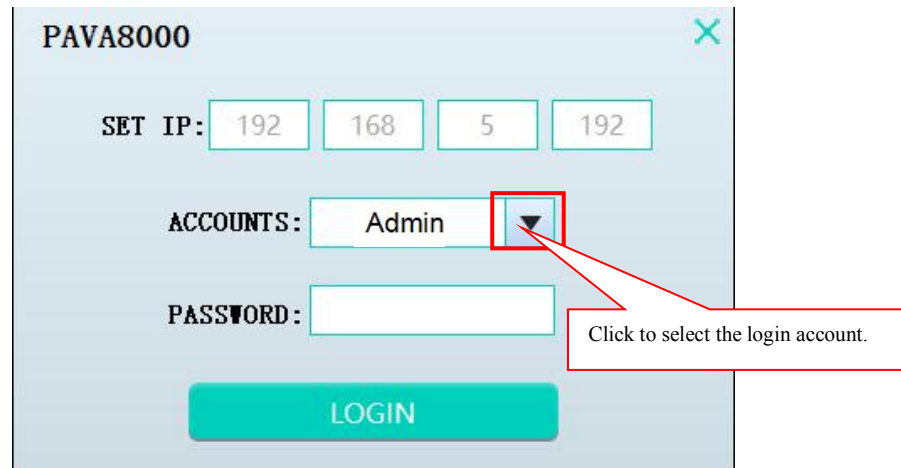 PAVA8000
SET IP: 192 168 5 192
ACCOUNTS: Admin
PASSWORD:
Click to select the login account.
LOGIN